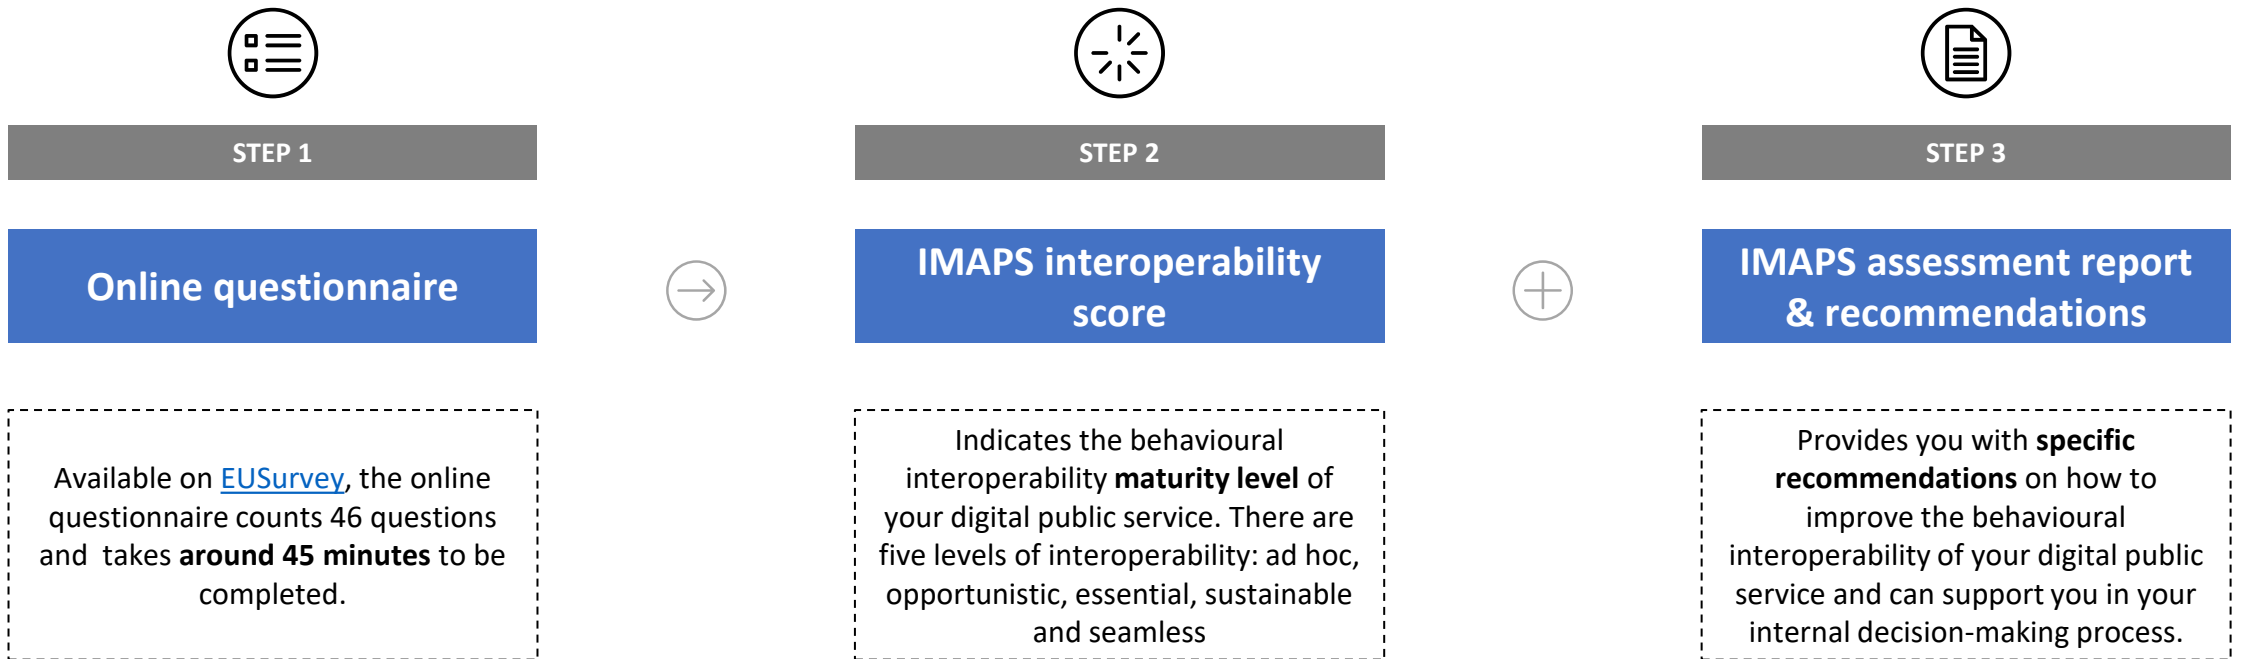 STEP 1
Online questionnaire
Available on EUSurvey, the online
questionnaire counts 46 questions
and  takes around 45 minutes to be
completed.
STEP 2
IMAPS interoperability
score
Indicates the behavioural
interoperability maturity level of
your digital public service. There are
five levels of interoperability: ad hoc,
opportunistic, essential, sustainable
and seamless
STEP 3
IMAPS assessment report
& recommendations
Provides you with specific
recommendations on how to
improve the behavioural
interoperability of your digital public
service and can support you in your
internal decision-making process.